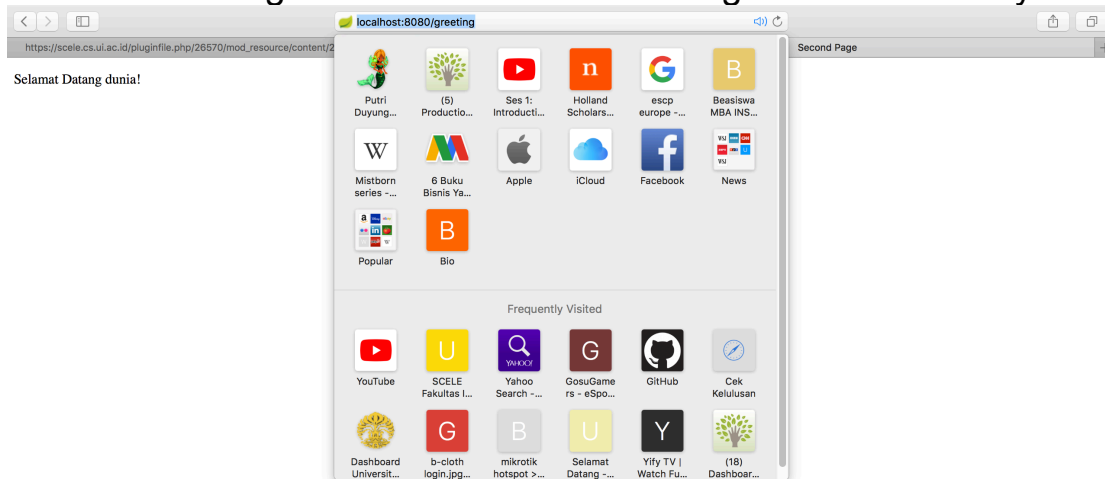 localhost:8080/greeting
https://scele.cs.ui.ac.id/pluginfile.php/26570/mod_resource/content/2
Second Page
Selamat Datang dunia!
Putri
Duyung...
(5)
Productio...
Ses 1:
Introducti...
n
Holland
Scholars...
G
escp
europe -...
B
Beasiswa
MBA INS...
W
Mistborn
series -...
6 Buku
Bisnis Ya...
Apple
iCloud
f
Facebook
News
Popular
B
Bio
Frequently Visited
YouTube
U
SCELE
Fakultas I...
YAHOO!
Yahoo
Search -...
G
GosuGame
rs - eSpo...
GitHub
Cek
Kelulusan
Dashboard
Universit...
G
b-cloth
login.jpg...
B
mikrotik
hotspot >...
U
Selamat
Datang -...
Y
Yify TV |
Watch Fu...
(18)
Dashboar...